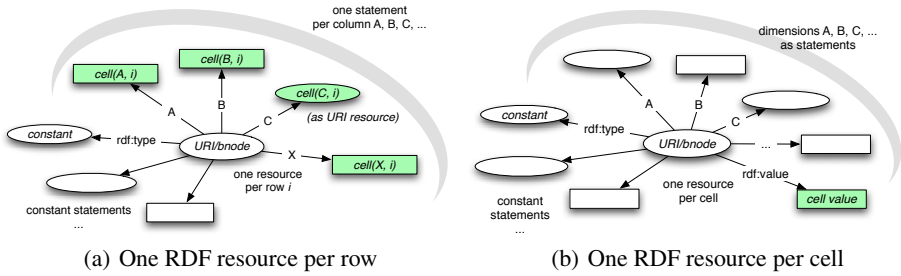 one statement
per column A, B, C, ...
cell(A, i)
cell(B, i)
cell(C, i)
(as URI resource)
A
B
C
constant
rdf:type
URI/bnode
X
cell(X, i)
one resource
per row i
constant statements
...
(a) One RDF resource per row
dimensions A, B, C, ...
as statements
A
B
C
constant
rdf:type
URI/bnode
...
rdf:value
one resource
per cell
cell value
constant
statements
...
(b) One RDF resource per cell